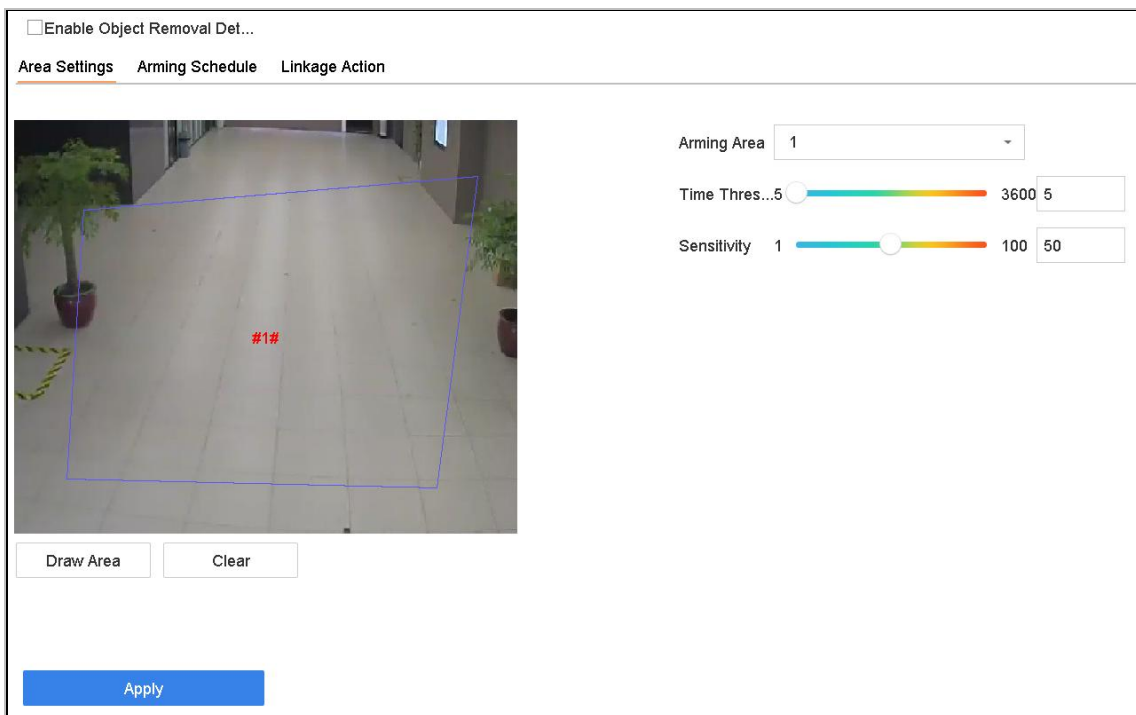 Enable Object Removal Det...
Area Settings Arming Schedule Linkage Action
Arming Area 1
Time Thres...5 3600 5
Sensitivity 1 100 50
#1#
Draw Area Clear
Apply